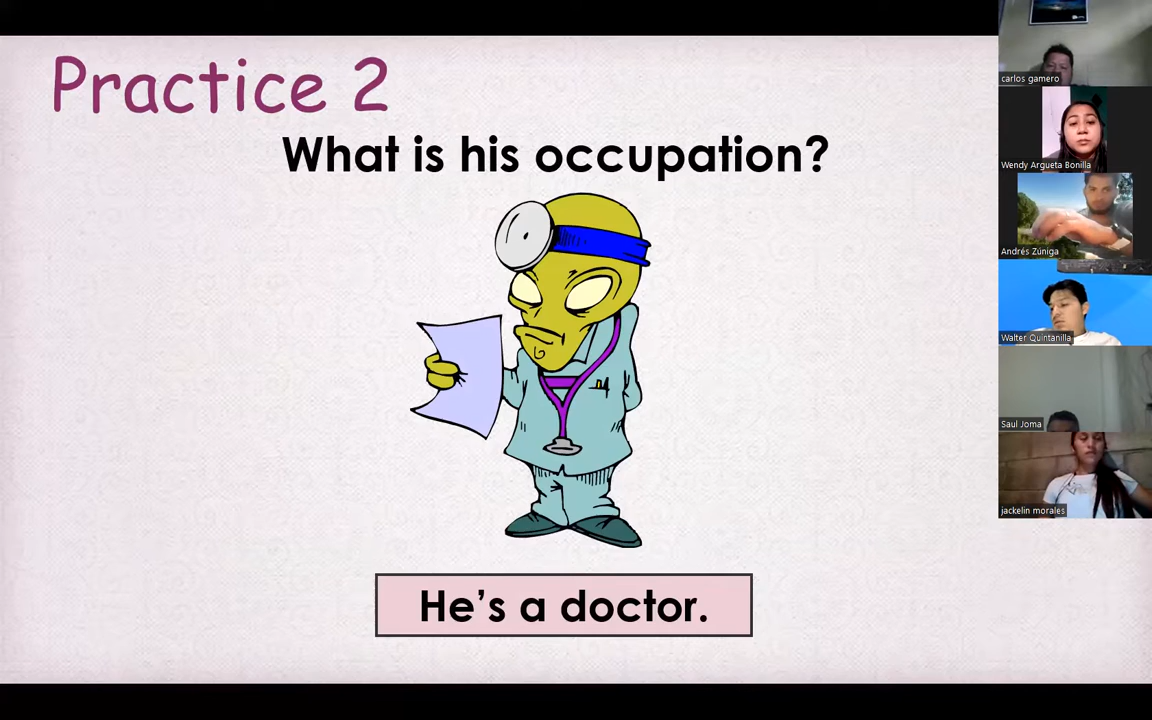 Practice 2
What is his occupation?
He's a doctor.
carlos gamero
Wendy Argueta Bonilla
Andrés Zúniga
Walter Quintanilla
Saul Joma
jackelin morales